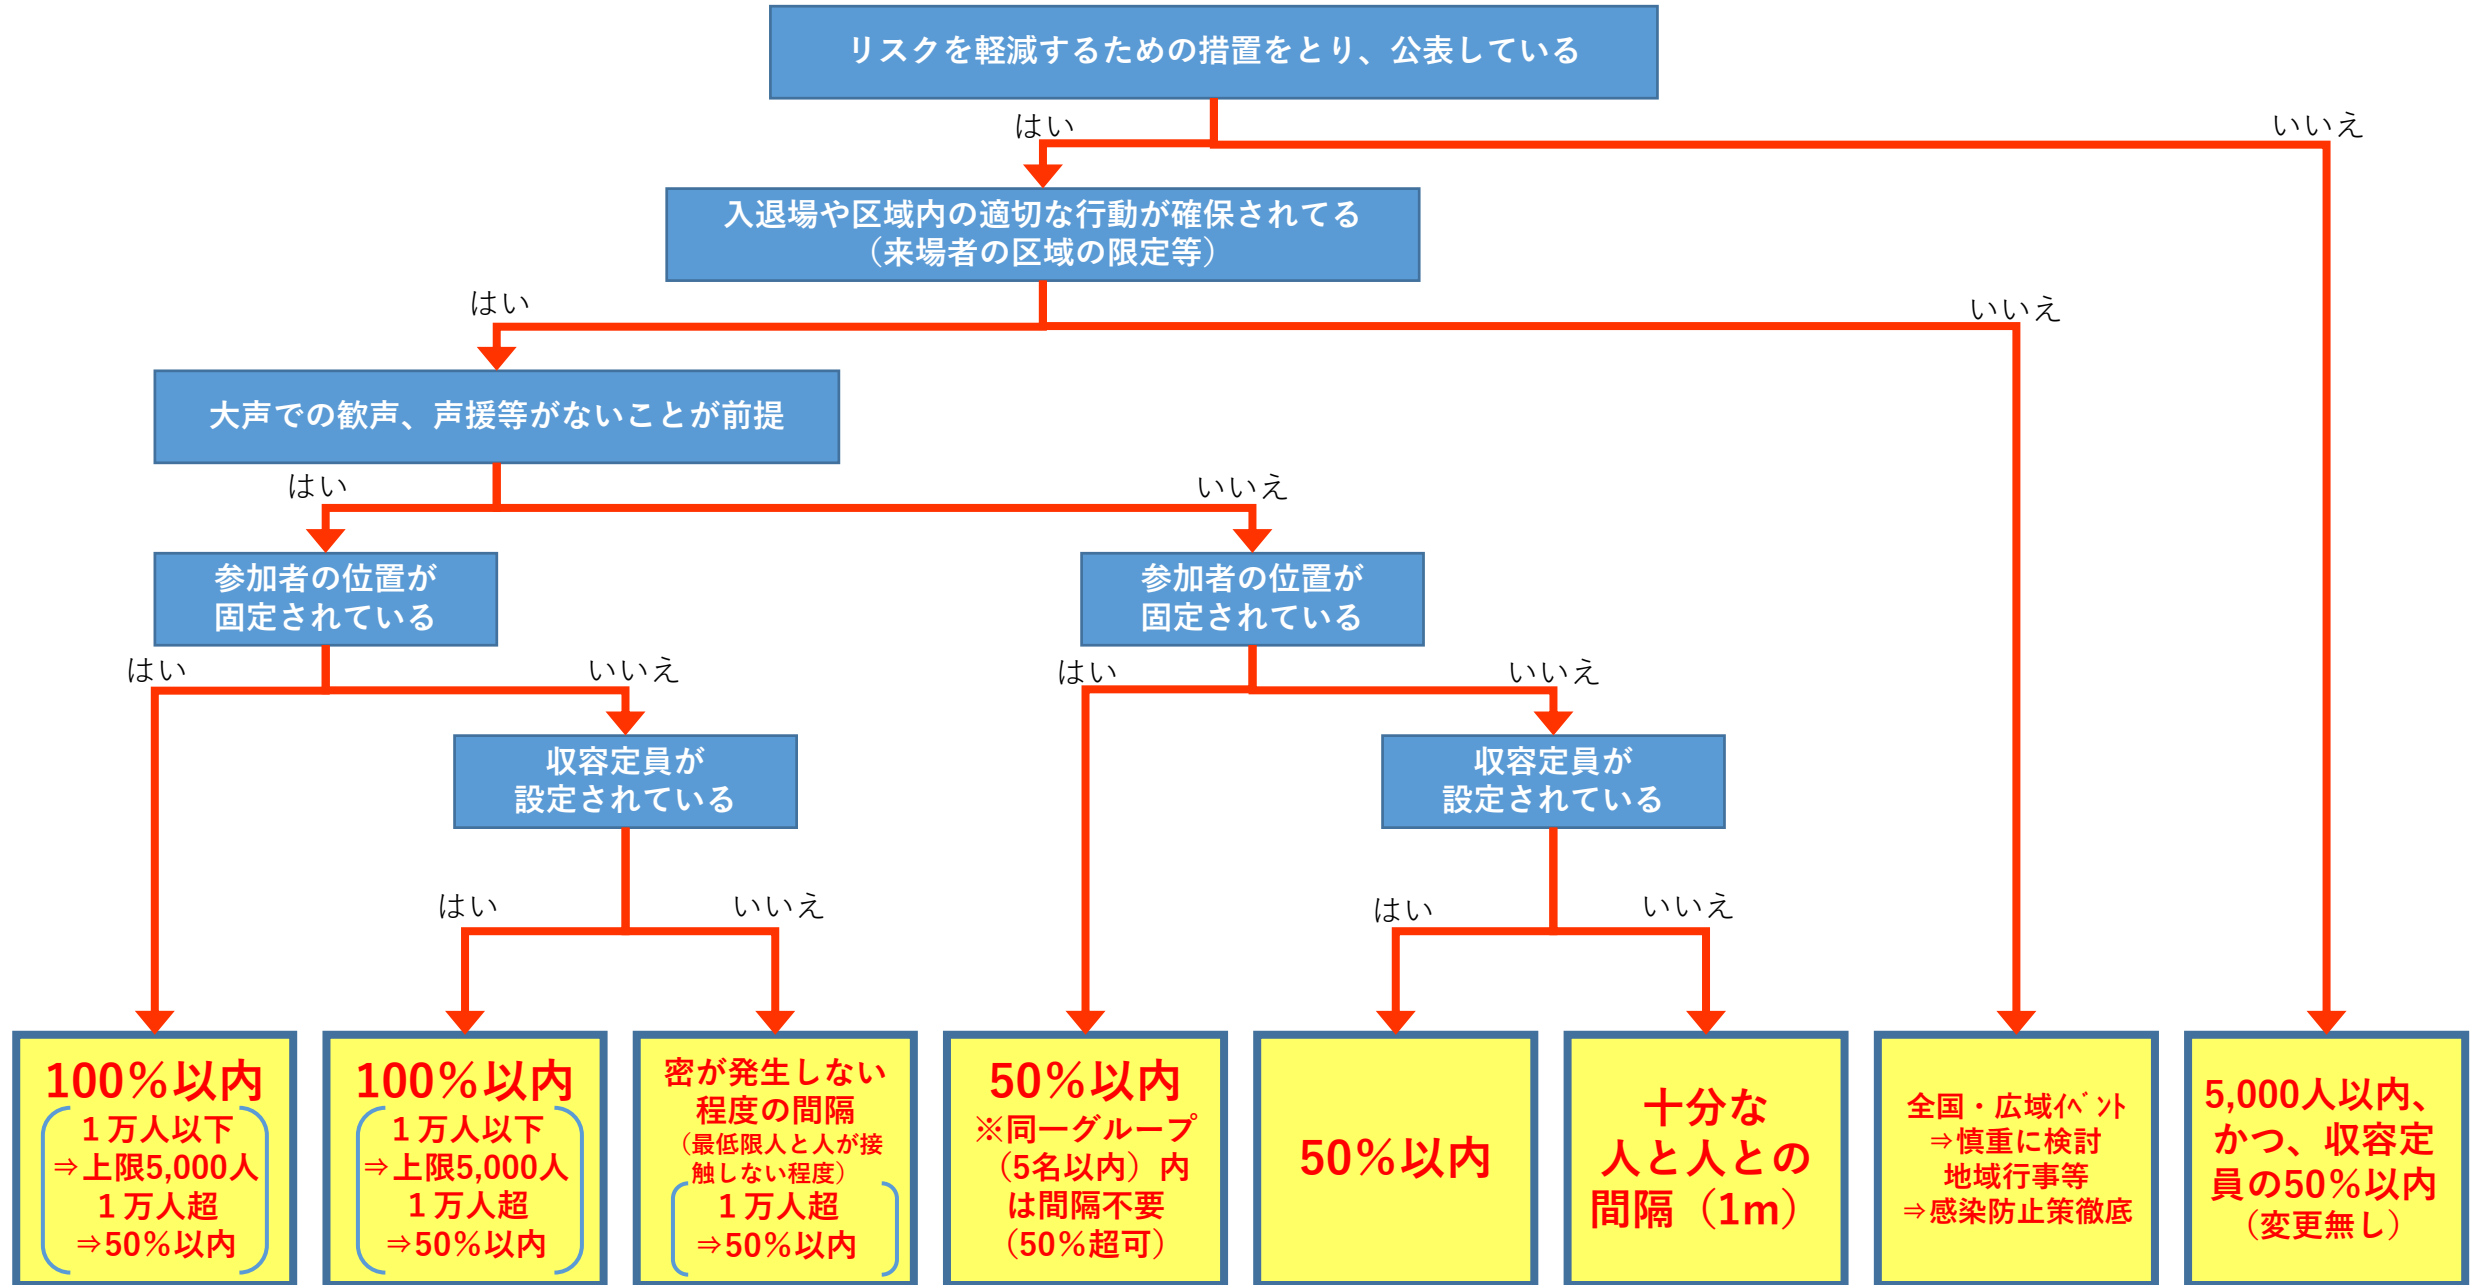 リスクを軽減するための措置をとり、公表している
はい
いいえ
入退場や区域内の適切な行動が確保されてる
（来場者の区域の限定等）
はい
いいえ
大声での歓声、声援等がないことが前提
はい
いいえ
参加者の位置が
固定されている
参加者の位置が
固定されている
はい
いいえ
はい
いいえ
収容定員が
設定されている
収容定員が
設定されている
はい
いいえ
はい
いいえ
100％以内
１万人以下
⇒上限5,000人
１万人超
⇒50％以内
100％以内
１万人以下
⇒上限5,000人
１万人超
⇒50％以内
密が発生しない
程度の間隔
（最低限人と人が接
触しない程度）
１万人超
⇒50％以内
50％以内
※同一グループ
（5名以内）内
は間隔不要
（50％超可）
50％以内
十分な
人と人との
間隔（1m）
全国・広域ｲﾍﾞﾝﾄ
⇒慎重に検討
地域行事等
⇒感染防止策徹底
5,000人以内、
かつ、収容定
員の50％以内
（変更無し）